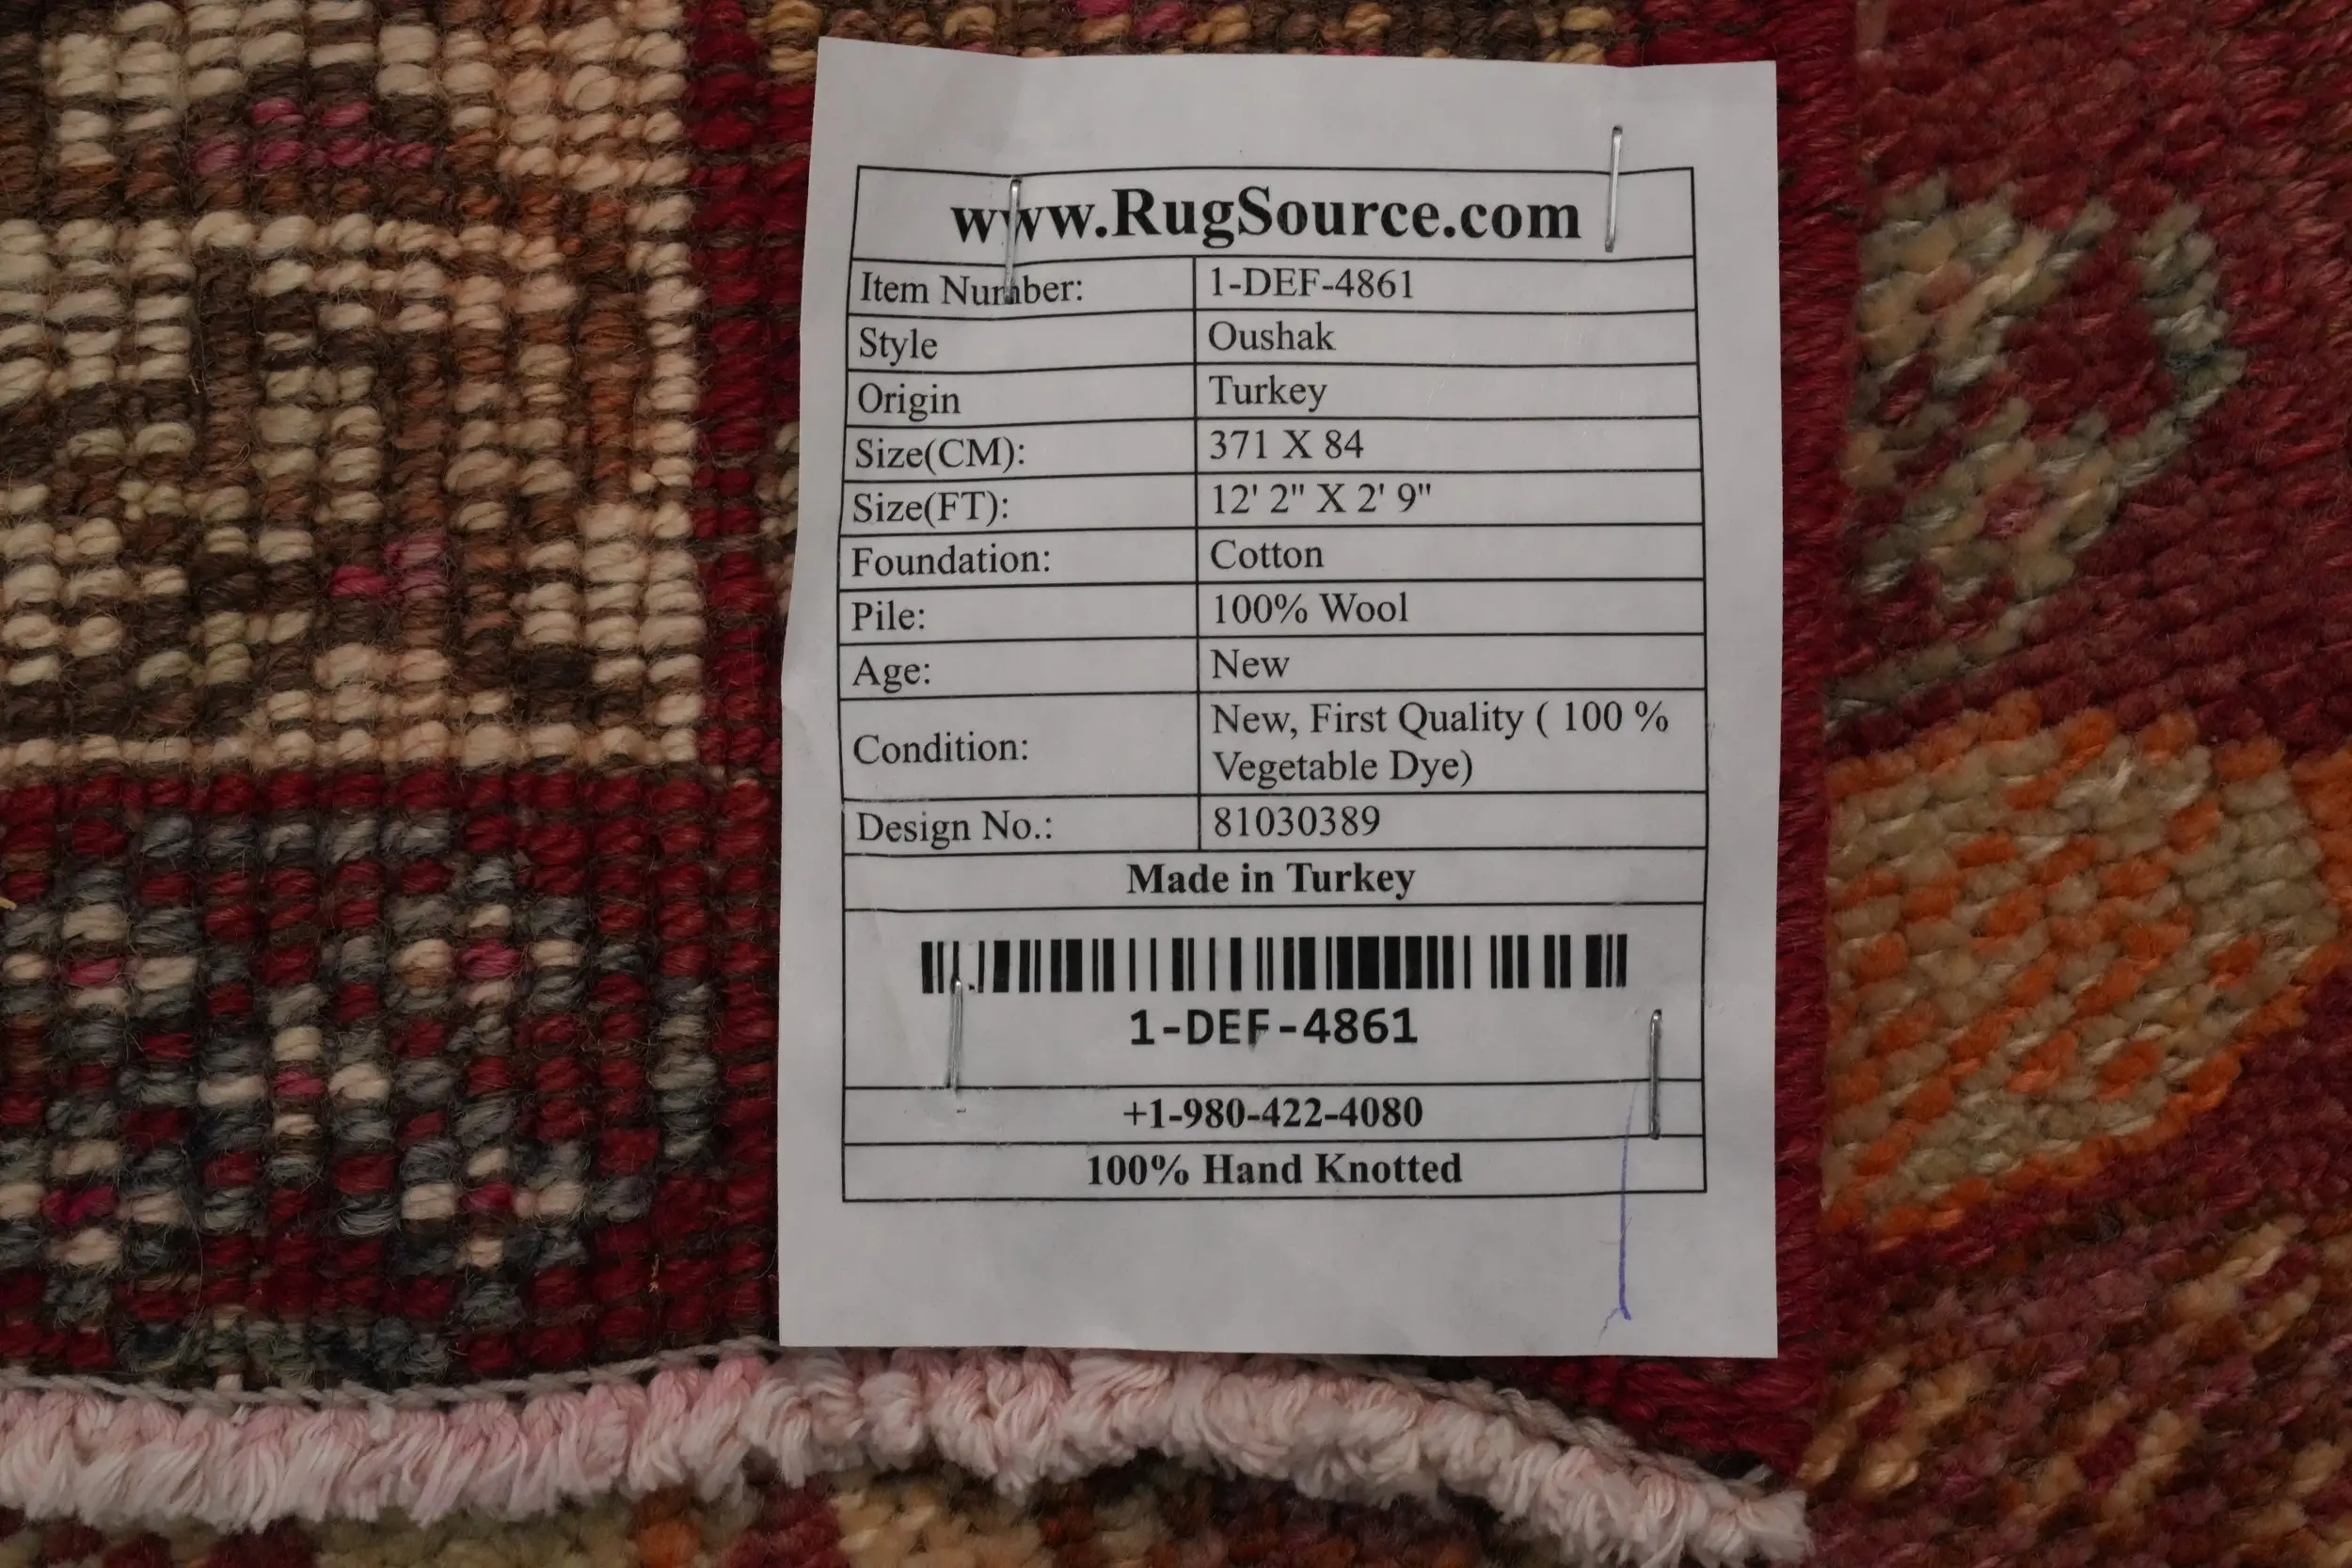 www.RugSource.com
Item Number: 1-DEF-4861
Style Oushak
Origin Turkey
Size(CM): 371 X 84
Size(FT): 12' 2" X 2' 9"
Foundation: Cotton
Pile: 100% Wool
Age: New
Condition: New, First Quality ( 100 %
Vegetable Dye)
Design No.: 81030389
Made in Turkey
1-DEF-4861
+1-980-422-4080
100% Hand Knotted